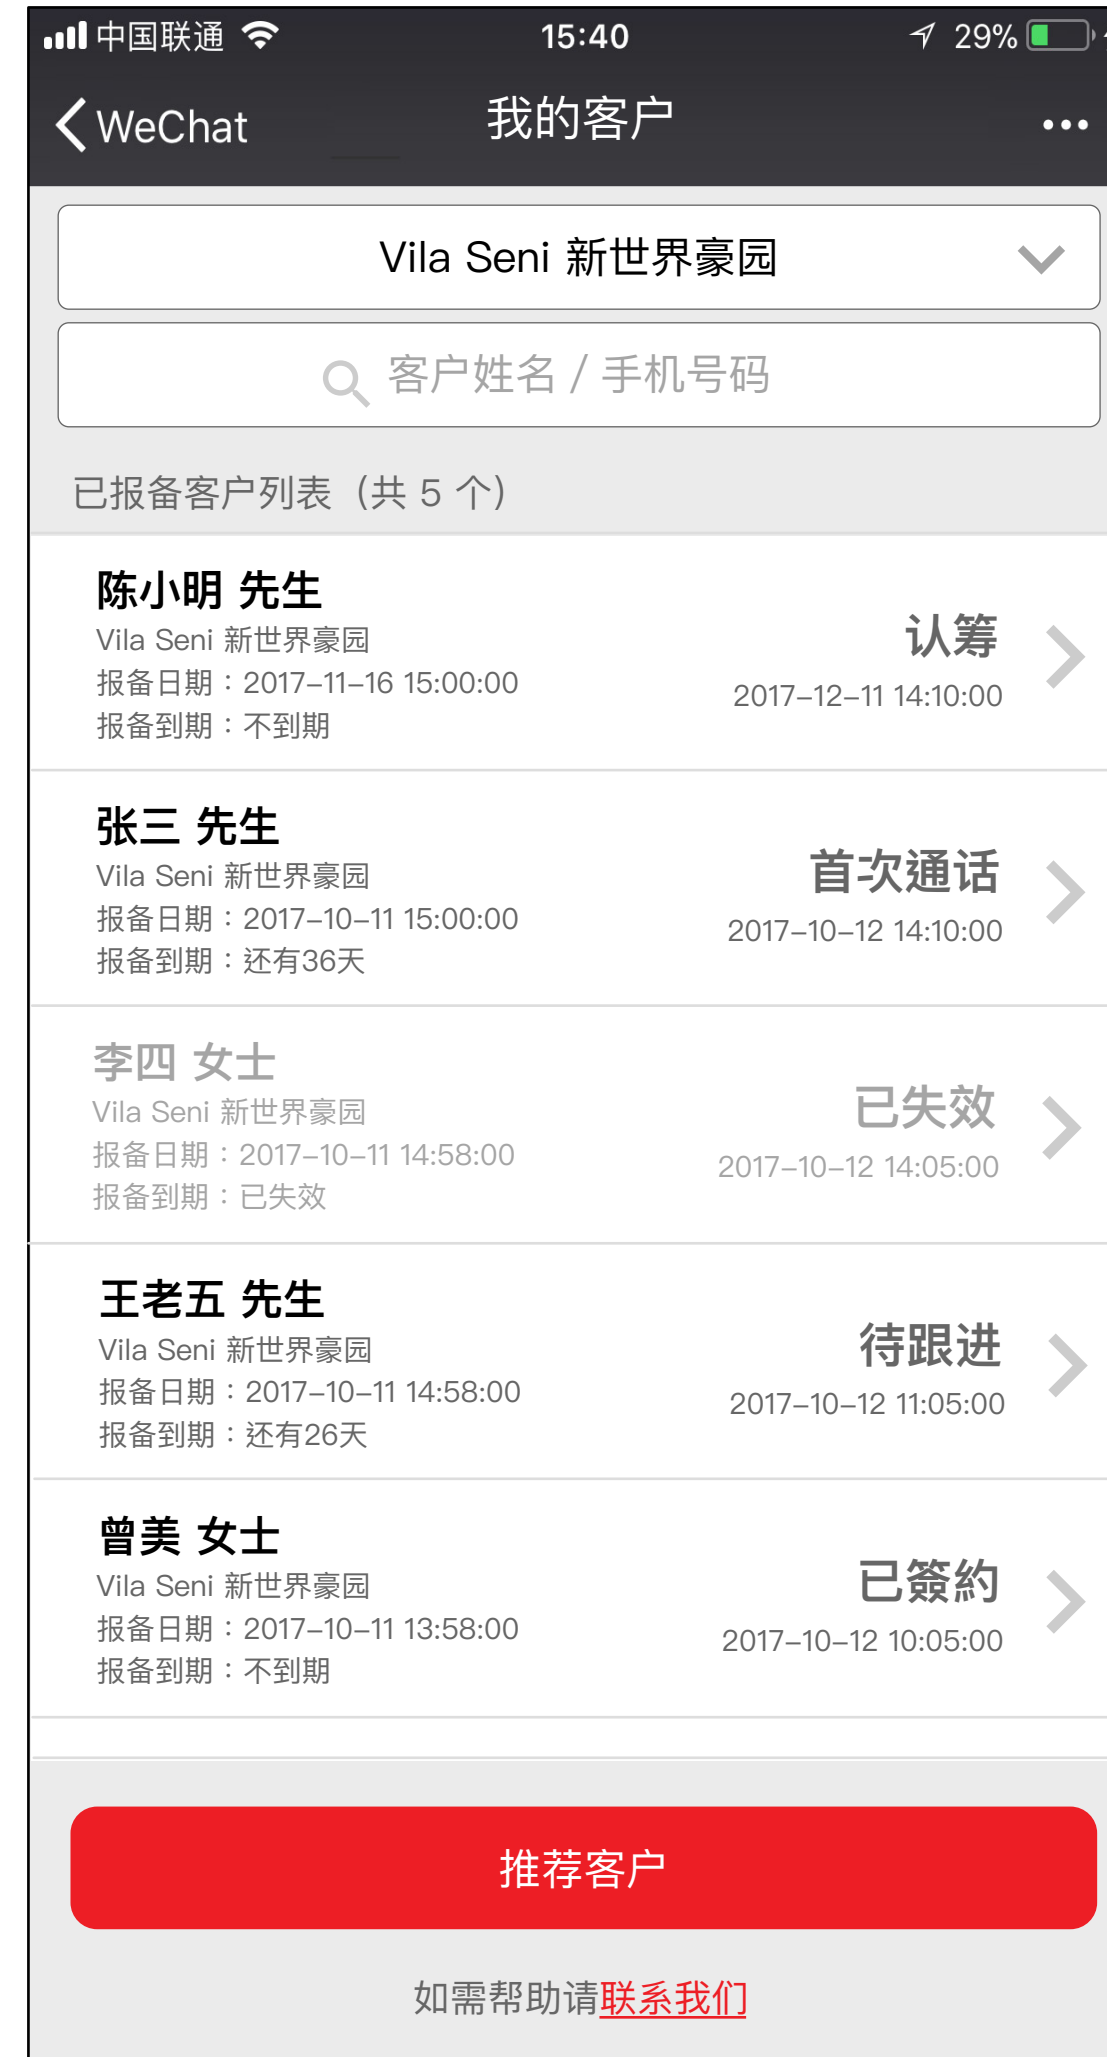 中国联通 15:40 29%
WeChat 我的客户
Vila Seni 新世界豪园
客户姓名 / 手机号码
已报备客户列表（共 5 个）
陈小明 先生
Vila Seni 新世界豪园
报备日期：2017-11-16 15:00:00
报备到期：不到期
认筹
2017-12-11 14:10:00
张三 先生
Vila Seni 新世界豪园
报备日期：2017-10-11 15:00:00
报备到期：还有36天
首次通话
2017-10-12 14:10:00
李四 女士
Vila Seni 新世界豪园
报备日期：2017-10-11 14:58:00
报备到期：已失效
已失效
2017-10-12 14:05:00
王老五 先生
Vila Seni 新世界豪园
报备日期：2017-10-11 14:58:00
报备到期：还有26天
待跟进
2017-10-12 11:05:00
曾美 女士
Vila Seni 新世界豪园
报备日期：2017-10-11 13:58:00
报备到期：不到期
已簽約
2017-10-12 10:05:00
推荐客户
如需帮助请联系我们